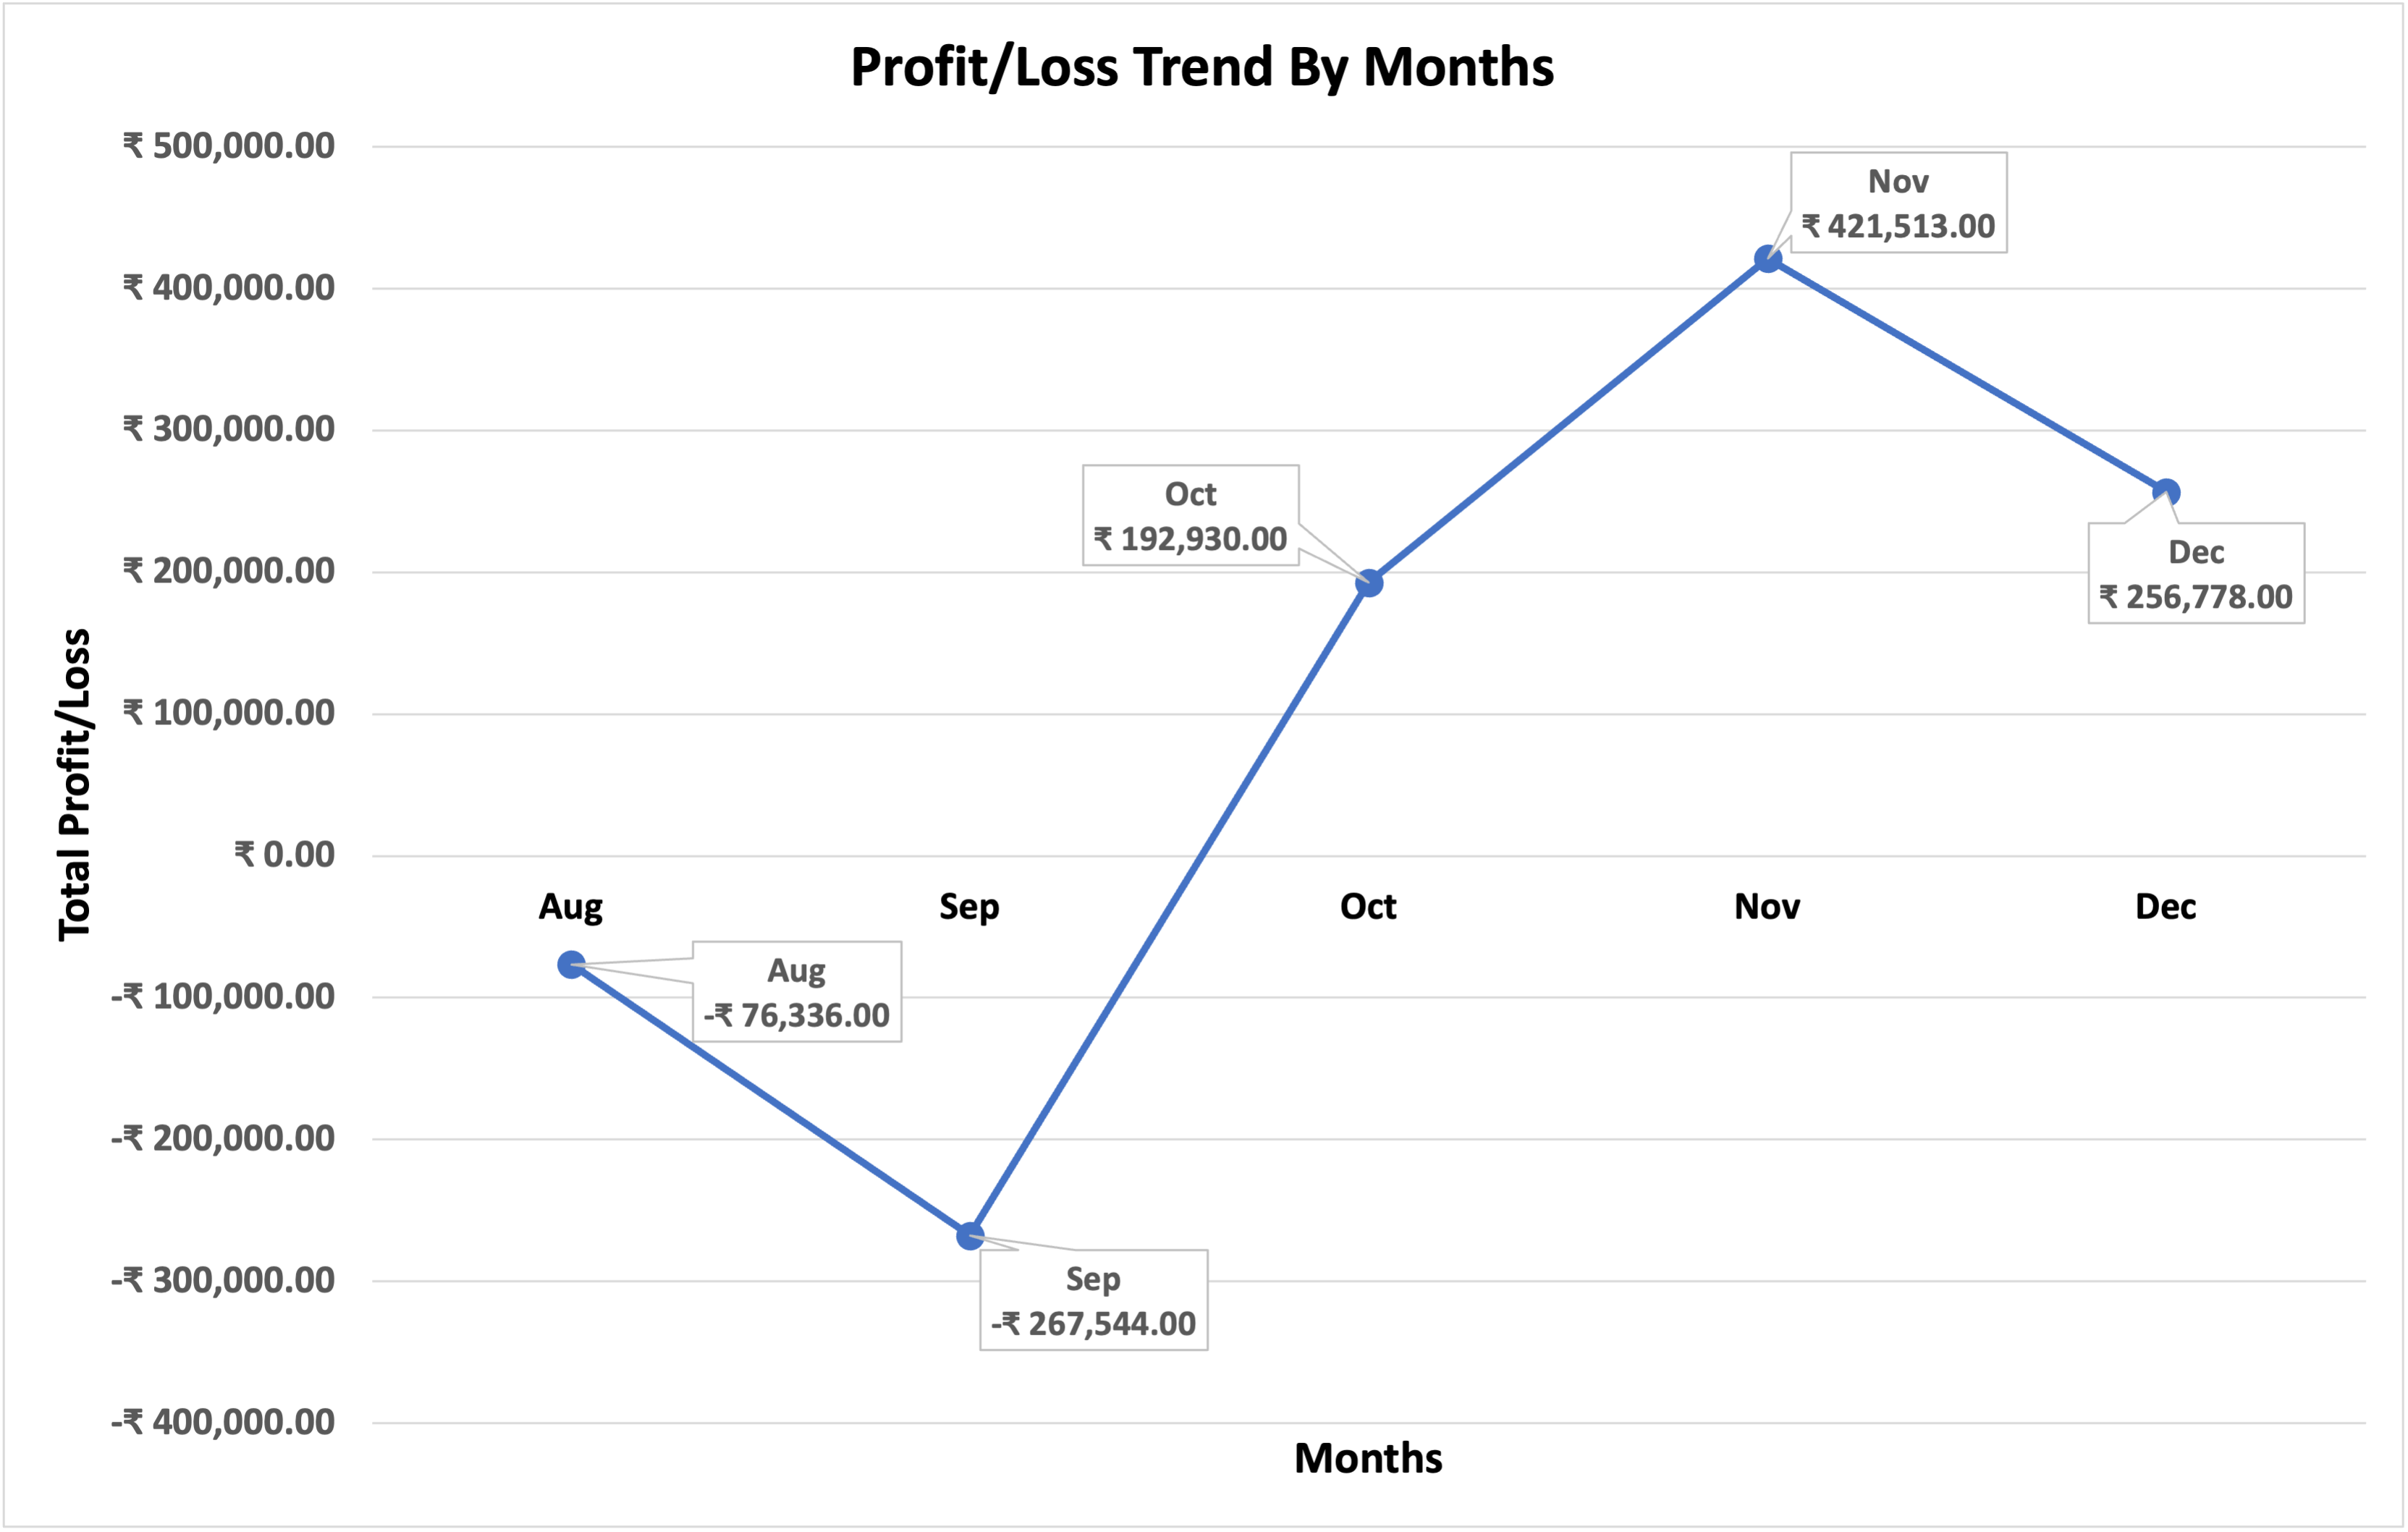 Profit/Loss Trend By Months
₹ 500,000.00
₹ 400,000.00
₹ 300,000.00
₹ 200,000.00
₹ 100,000.00
₹ 0.00
-₹ 100,000.00
-₹ 200,000.00
-₹ 300,000.00
-₹ 400,000.00
Total Profit/Loss
Aug
Sep
Oct
Nov
Dec
Aug
-₹ 76,336.00
Sep
-₹ 267,544.00
Oct
₹ 192,930.00
Nov
₹ 421,513.00
Dec
₹ 256,778.00
Months